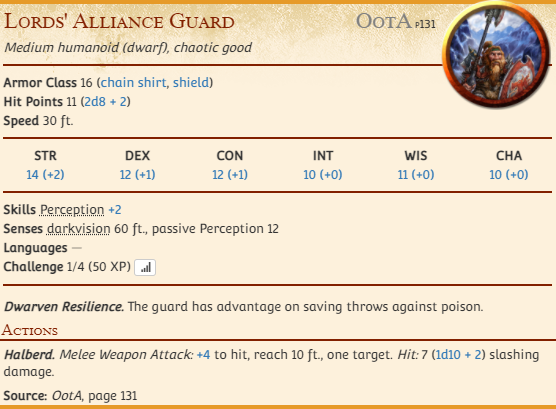 Lords' Alliance Guard OotA p131
Medium humanoid (dwarf), chaotic good
Armor Class 16 (chain shirt, shield)
Hit Points 11 (2d8 + 2)
Speed 30 ft.
STR DEX CON INT WIS CHA
14 (+2) 12 (+1) 12 (+1) 10 (+0) 11 (+0) 10 (+0)
Skills Perception +2
Senses darkvision 60 ft., passive Perception 12
Languages —
Challenge 1/4 (50 XP)
Dwarven Resilience. The guard has advantage on saving throws against poison.
Actions
Halberd. Melee Weapon Attack: +4 to hit, reach 10 ft., one target. Hit: 7 (1d10 + 2) slashing
damage.
Source: OotA, page 131